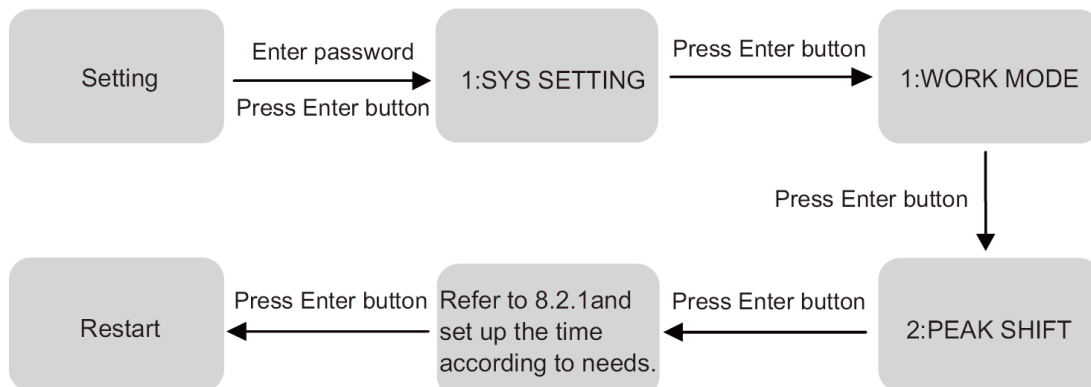 Setting
Enter password
Press Enter button
1:SYS SETTING
Press Enter button
1:WORK MODE
Press Enter button
2:PEAK SHIFT
Press Enter button
Refer to 8.2.1and
set up the time
according to needs.
Press Enter button
Restart